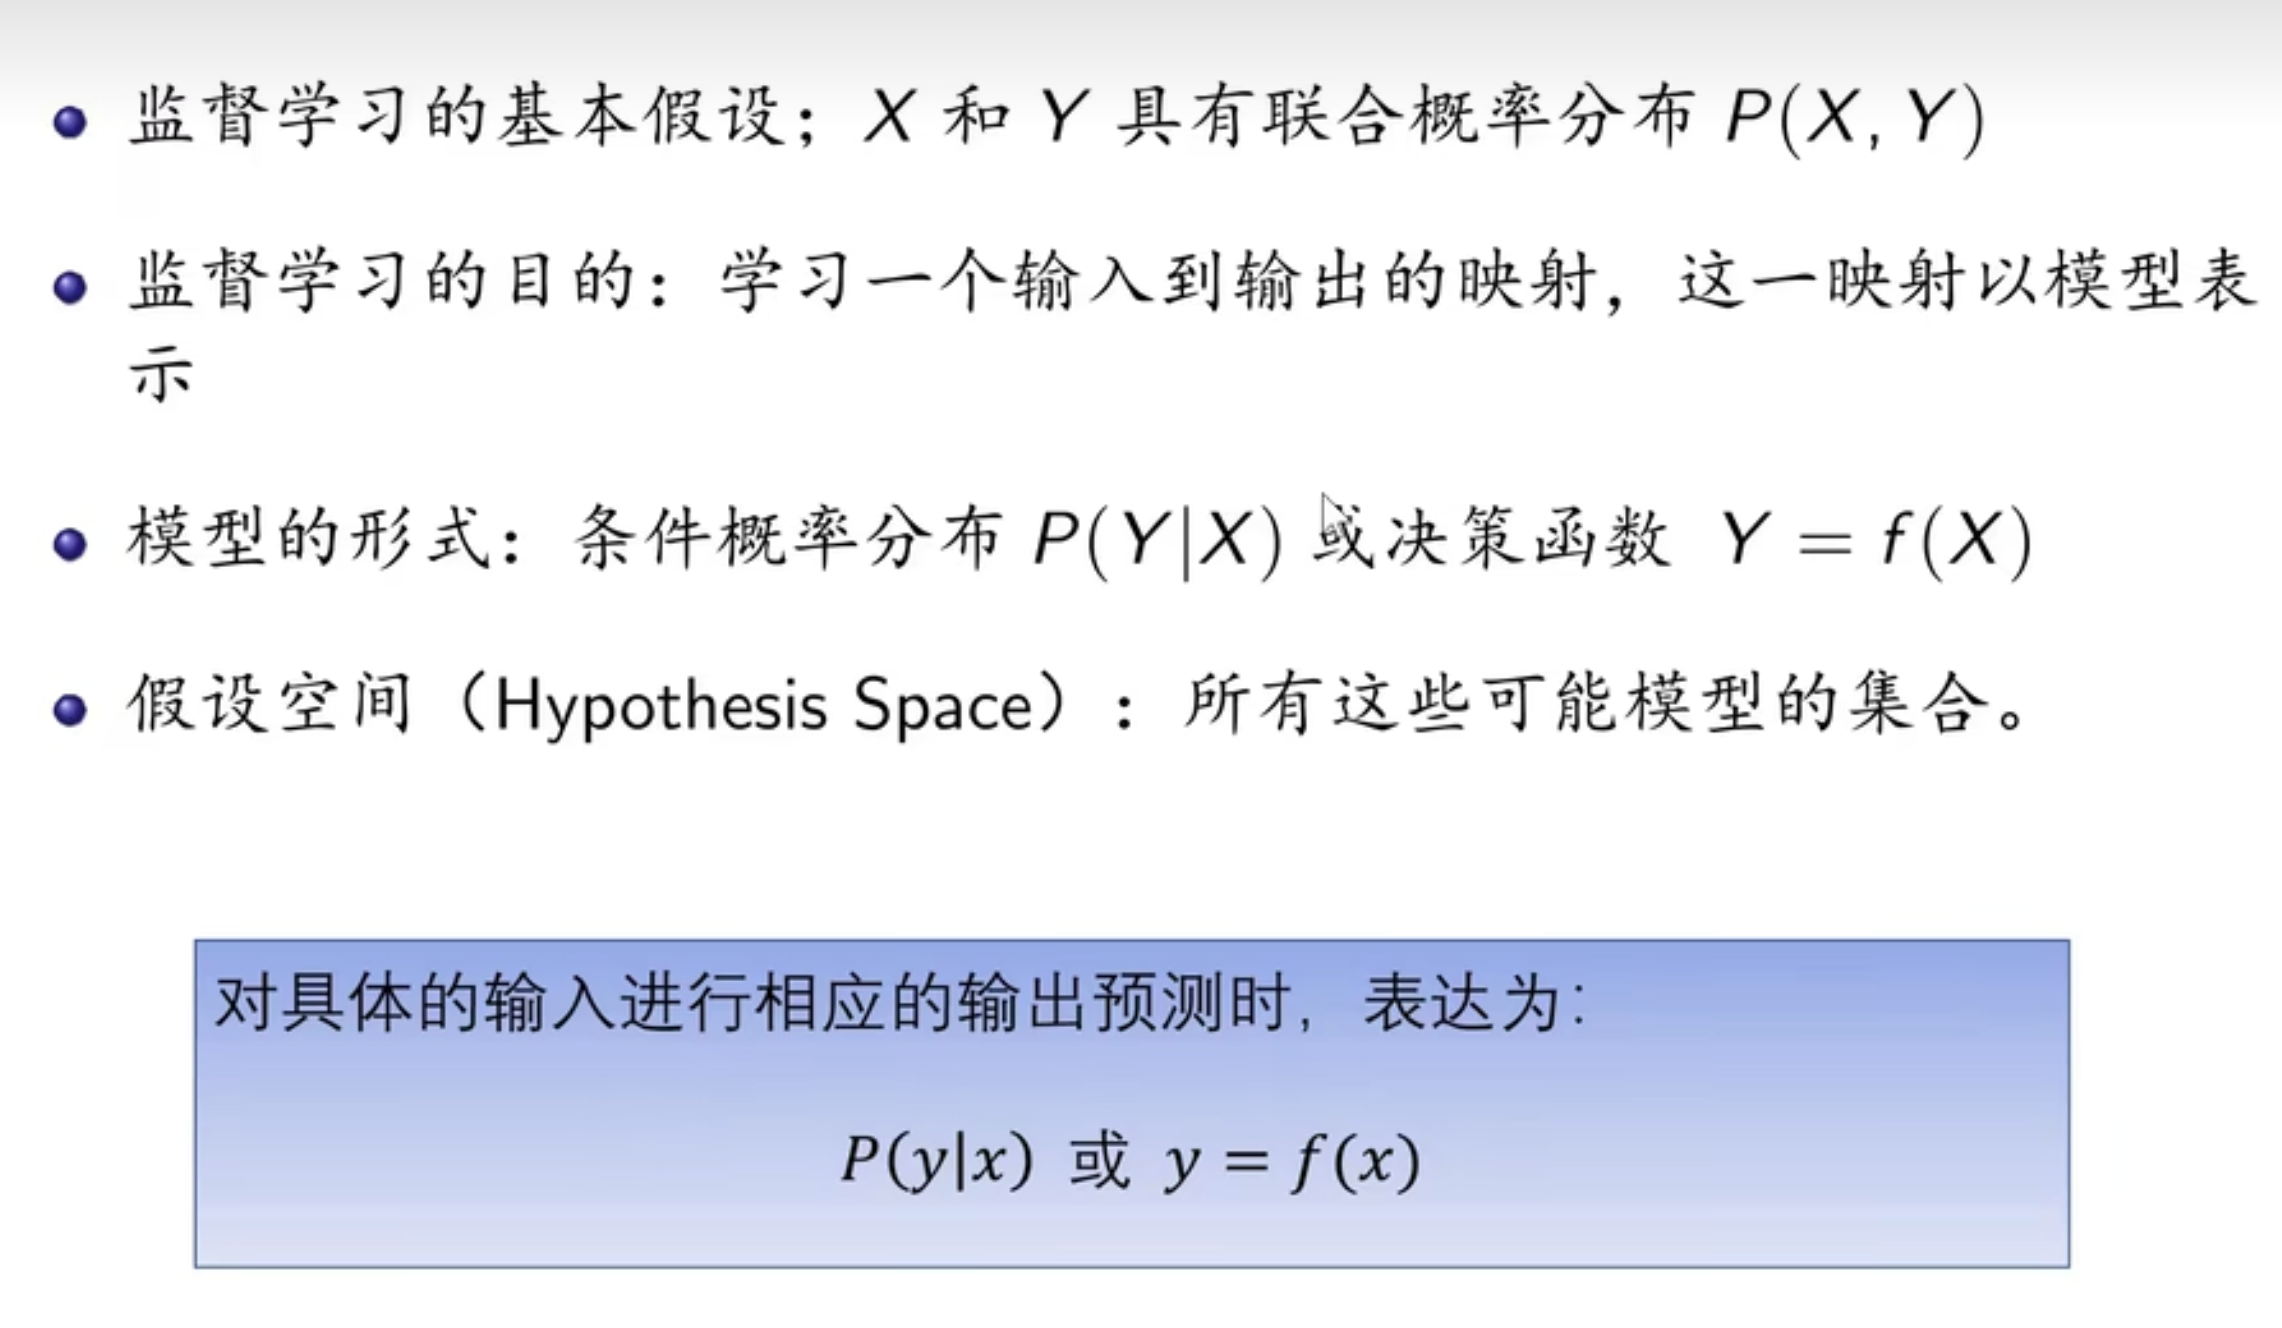 监督学习的基本假设；X 和 Y 具有联合概率分布 P(X, Y)
监督学习的目的：学习一个输入到输出的映射，这一映射以模型表
示
模型的形式：条件概率分布 P(Y|X) 或决策函数 Y = f(X)
假设空间（Hypothesis Space）：所有这些可能模型的集合。
对具体的输入进行相应的输出预测时，表达为：
P(y|x) 或 y = f(x)